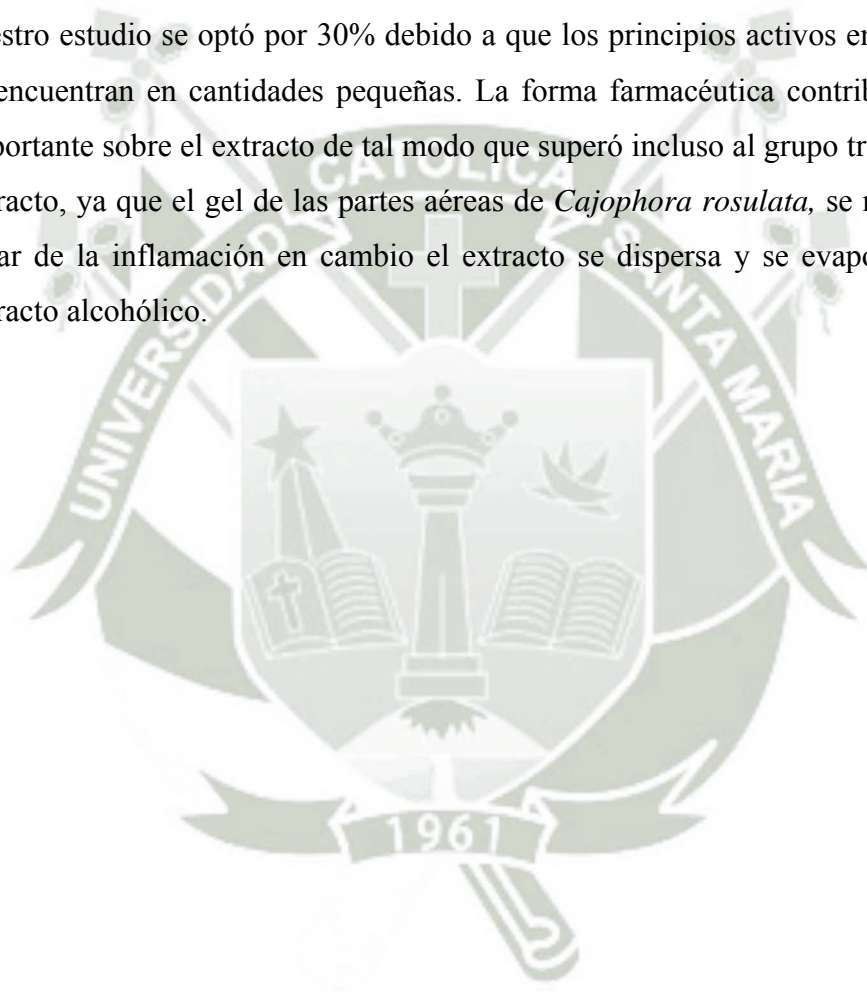 estro estudio se optó por 30% debido a que los principios activos en
encuentran en cantidades pequeñas. La forma farmacéutica contrib
portante sobre el extracto de tal modo que superó incluso al grupo tr
racto, ya que el gel de las partes aéreas de Cajophora rosulata, se
ar de la inflamación en cambio el extracto se dispersa y se evapo
racto alcohólico.
UNIVERSIDAD CATOLICA SANTA MARIA
1961